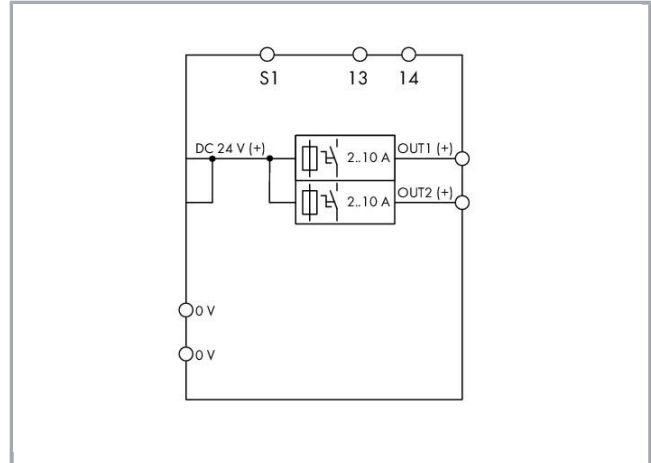 S1 13 14
DC 24 V (+) 2..10 A OUT1 (+)
2..10 A OUT2 (+)
0 V
0 V